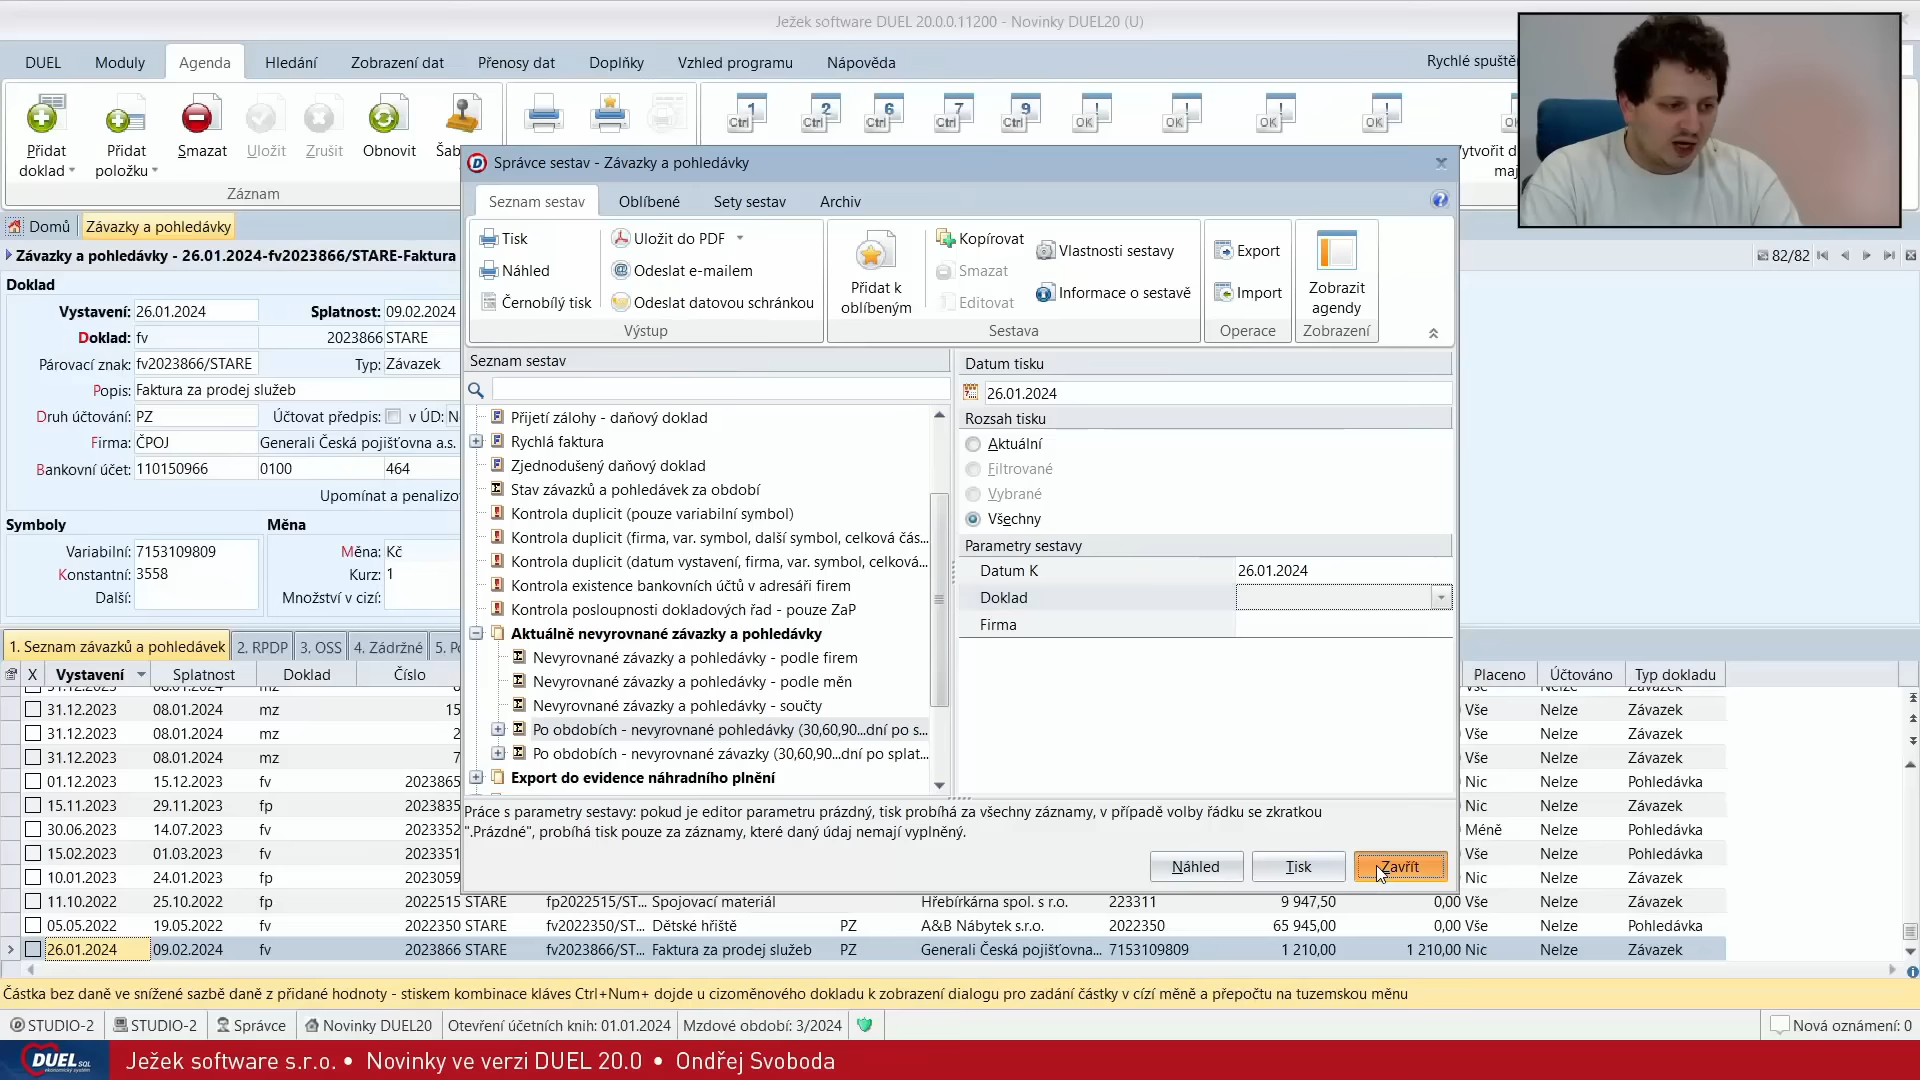 Ježek software DUEL 20.0.0.11200 - Novinky DUEL20 (U)
DUEL Moduly Agenda Hledání Zobrazení dat Přenosy dat Doplňky Vzhled programu Nápověda
Přidat doklad
Přidat položku
Smazat
Uložit
Zrušit
Obnovit
Záznam
Ctrl 1
Ctrl 2
Ctrl 6
Ctrl 7
Ctrl 9
OK
OK
OK
OK
Domů Závazky a pohledávky
Závazky a pohledávky - 26.01.2024-fv2023866/STARE-Faktura
82/82
Doklad
Vystavení: 26.01.2024 Splatnost: 09.02.2024
Doklad: fv 2023866 STARE
Párovací znak: fv2023866/STARE Typ: Závazek
Popis: Faktura za prodej služeb
Druh účtování: PZ Účtovat předpis: v ÚD:
Firma: ČPOJ Generali Česká pojišťovna a.s.
Bankovní účet: 110150966 0100 464
Symboly Měna
Variabilní: 7153109809 Měna: Kč
Konstantní: 3558 Kurz: 1
Další: Množství v cizí:
1. Seznam závazků a pohledávek 2. RPDP 3. OSS 4. Zádržné
Správce sestav - Závazky a pohledávky
Seznam sestav Oblíbené Sety sestav Archiv
Tisk
Náhled
Černobílý tisk
Uložit do PDF
Odeslat e-mailem
Odeslat datovou schránkou
Výstup
Přidat k oblíbeným
Kopírovat
Smazat
Editovat
Vlastnosti sestavy
Informace o sestavě
Sestava
Export
Import
Operace
Zobrazit agendy
Zobrazení
Seznam sestav
Přijetí zálohy - daňový doklad
Rychlá faktura
Zjednodušený daňový doklad
Stav závazků a pohledávek za období
Kontrola duplicit (pouze variabilní symbol)
Kontrola duplicit (firma, var. symbol, další symbol, celková čás...
Kontrola duplicit (datum vystavení, firma, var. symbol, celková...
Kontrola existence bankovních účtů v adresáři firem
Kontrola posloupnosti dokladových řad - pouze ZaP
Aktuálně nevyrovnané závazky a pohledávky
Nevyrovnané závazky a pohledávky - podle firem
Nevyrovnané závazky a pohledávky - podle měn
Nevyrovnané závazky a pohledávky - součty
Po obdobích - nevyrovnané pohledávky (30,60,90...dní po s...
Po obdobích - nevyrovnané závazky (30,60,90...dní po splat...
Export do evidence náhradního plnění
Datum tisku
26.01.2024
Rozsah tisku
Aktuální
Filtrované
Vybrané
Všechny
Parametry sestavy
Datum K 26.01.2024
Doklad
Firma
Práce s parametry sestavy: pokud je editor parametru prázdný, tisk probíhá za všechny záznamy, v případě volby řádku se zkratkou
".Prázdné", probíhá tisk pouze za záznamy, které daný údaj nemají vyplněný.
Náhled Tisk Zavřít
X Vystavení Splatnost Doklad Číslo Placeno Účtováno Typ dokladu
31.12.2023 08.01.2024 mz 15 Vše Nelze Závazek
31.12.2023 08.01.2024 mz 2 Vše Nelze Závazek
31.12.2023 08.01.2024 mz 7 Vše Nelze Závazek
01.12.2023 15.12.2023 fv 2023865 Nic Nelze Pohledávka
15.11.2023 29.11.2023 fp 2023835 Nic Nelze Závazek
30.06.2023 14.07.2023 fv 2023352 Méně Nelze Pohledávka
15.02.2023 01.03.2023 fv 2023351 Vše Nelze Pohledávka
10.01.2023 24.01.2023 fp 2023059 Nic Nelze Závazek
11.10.2022 25.10.2022 fp 2022515 STARE fp2022515/ST... Spojovací materiál Hřebírkárna spol. s r.o. 223311 9 947,50 0,00 Vše Nelze Závazek
05.05.2022 19.05.2022 fv 2022350 STARE fv2022350/ST... Dětské hřiště PZ A&B Nábytek s.r.o. 2022350 65 945,00 0,00 Vše Nelze Pohledávka
26.01.2024 09.02.2024 fv 2023866 STARE fv2023866/ST... Faktura za prodej služeb PZ Generali Česká pojišťovna... 7153109809 1 210,00 1 210,00 Nic Nelze Závazek
Částka bez daně ve snížené sazbě daně z přidané hodnoty - stiskem kombinace kláves Ctrl+Num+ dojde u cizoměnového dokladu k zobrazení dialogu pro zadání částky v cizí měně a přepočtu na tuzemskou měnu
STUDIO-2 STUDIO-2 Správce Novinky DUEL20 Otevření účetních knih: 01.01.2024 Mzdové období: 3/2024 Nová oznámení: 0
DUEL SQL Ježek software s.r.o. • Novinky ve verzi DUEL 20.0 • Ondřej Svoboda